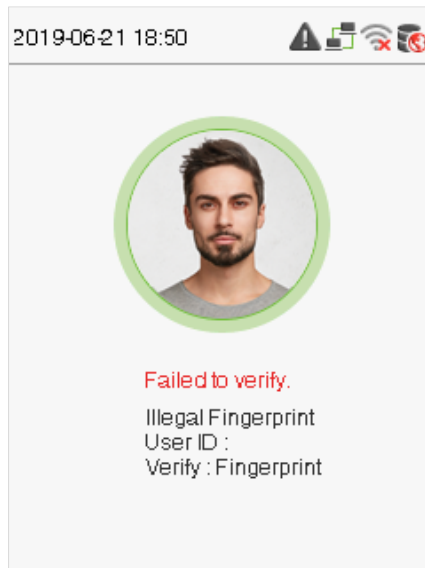 2019-06-21 18:50
Failed to verify.
Illegal Fingerprint
User ID :
Verify : Fingerprint